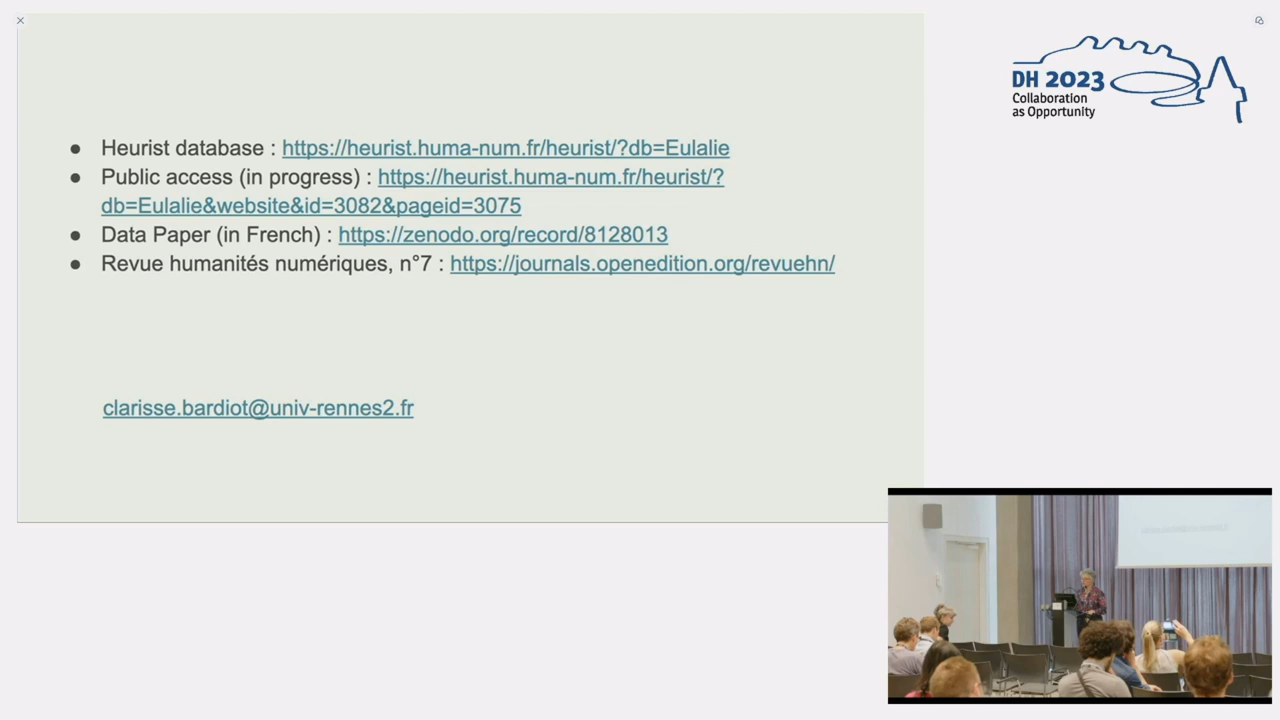 ● Heurist database : https://heurist.huma-num.fr/heurist/?db=Eulalie
● Public access (in progress) : https://heurist.huma-num.fr/heurist/?
db=Eulalie&website&id=3082&pageid=3075
● Data Paper (in French) : https://zenodo.org/record/8128013
● Revue humanités numériques, n°7 : https://journals.openedition.org/revuehn/
clarisse.bardiot@univ-rennes2.fr
DH 2023
Collaboration
as Opportunity